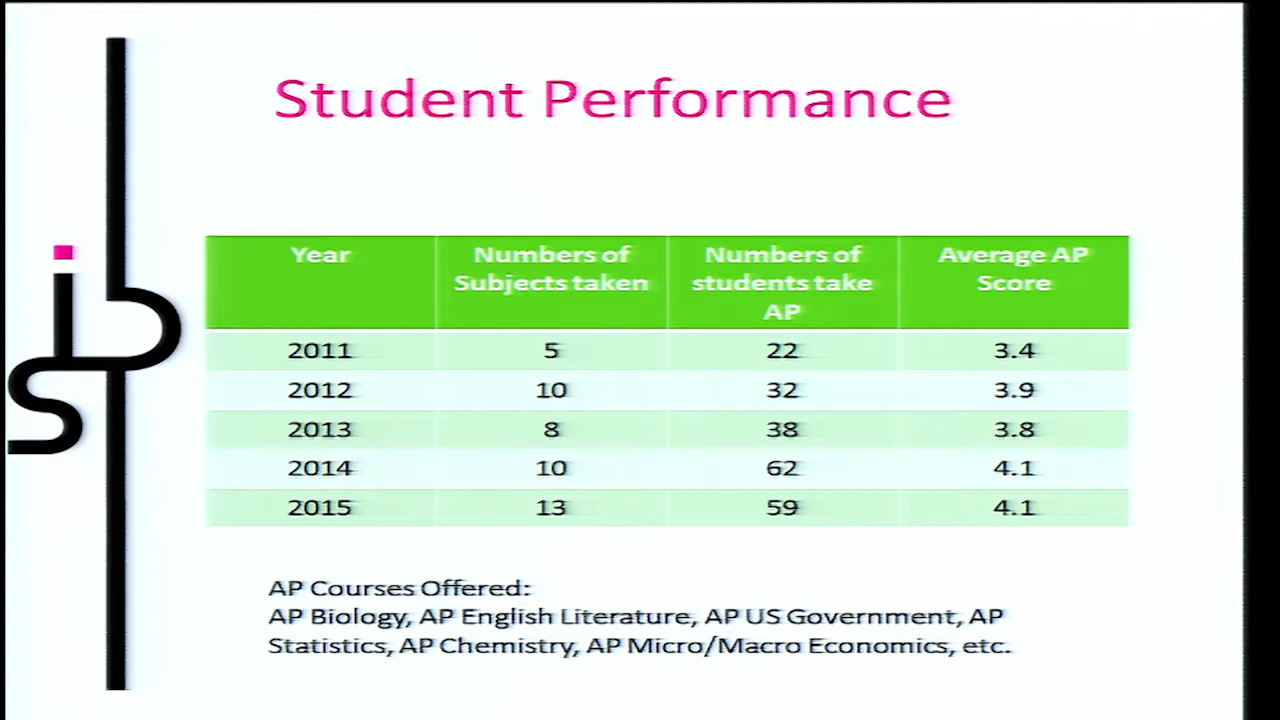 Student Performance
Year Numbers of Subjects taken Numbers of students take AP Average AP Score
2011 5 22 3.4
2012 10 32 3.9
2013 8 38 3.8
2014 10 62 4.1
2015 13 59 4.1
isb
AP Courses Offered:
AP Biology, AP English Literature, AP US Government, AP
Statistics, AP Chemistry, AP Micro/Macro Economics, etc.